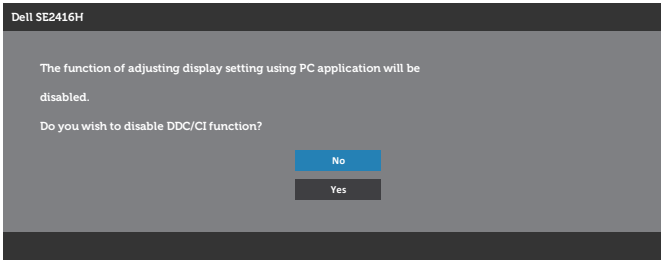 Dell SE2416H
The function of adjusting display setting using PC application will be
disabled.
Do you wish to disable DDC/CI function?
No
Yes